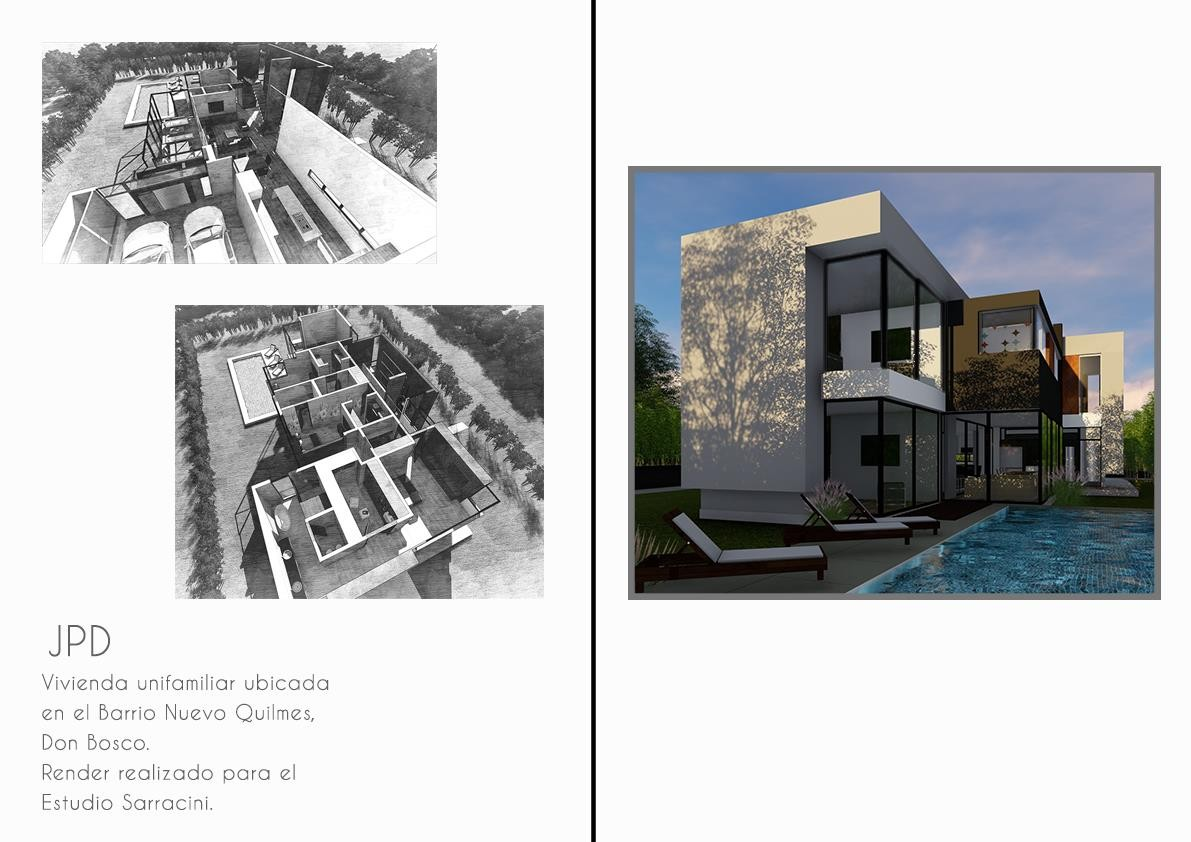 JPD
Vivienda unifamiliar ubicada
en el Barrio Nuevo Quilmes,
Don Bosco.
Render realizado para el
Estudio Sarracini.